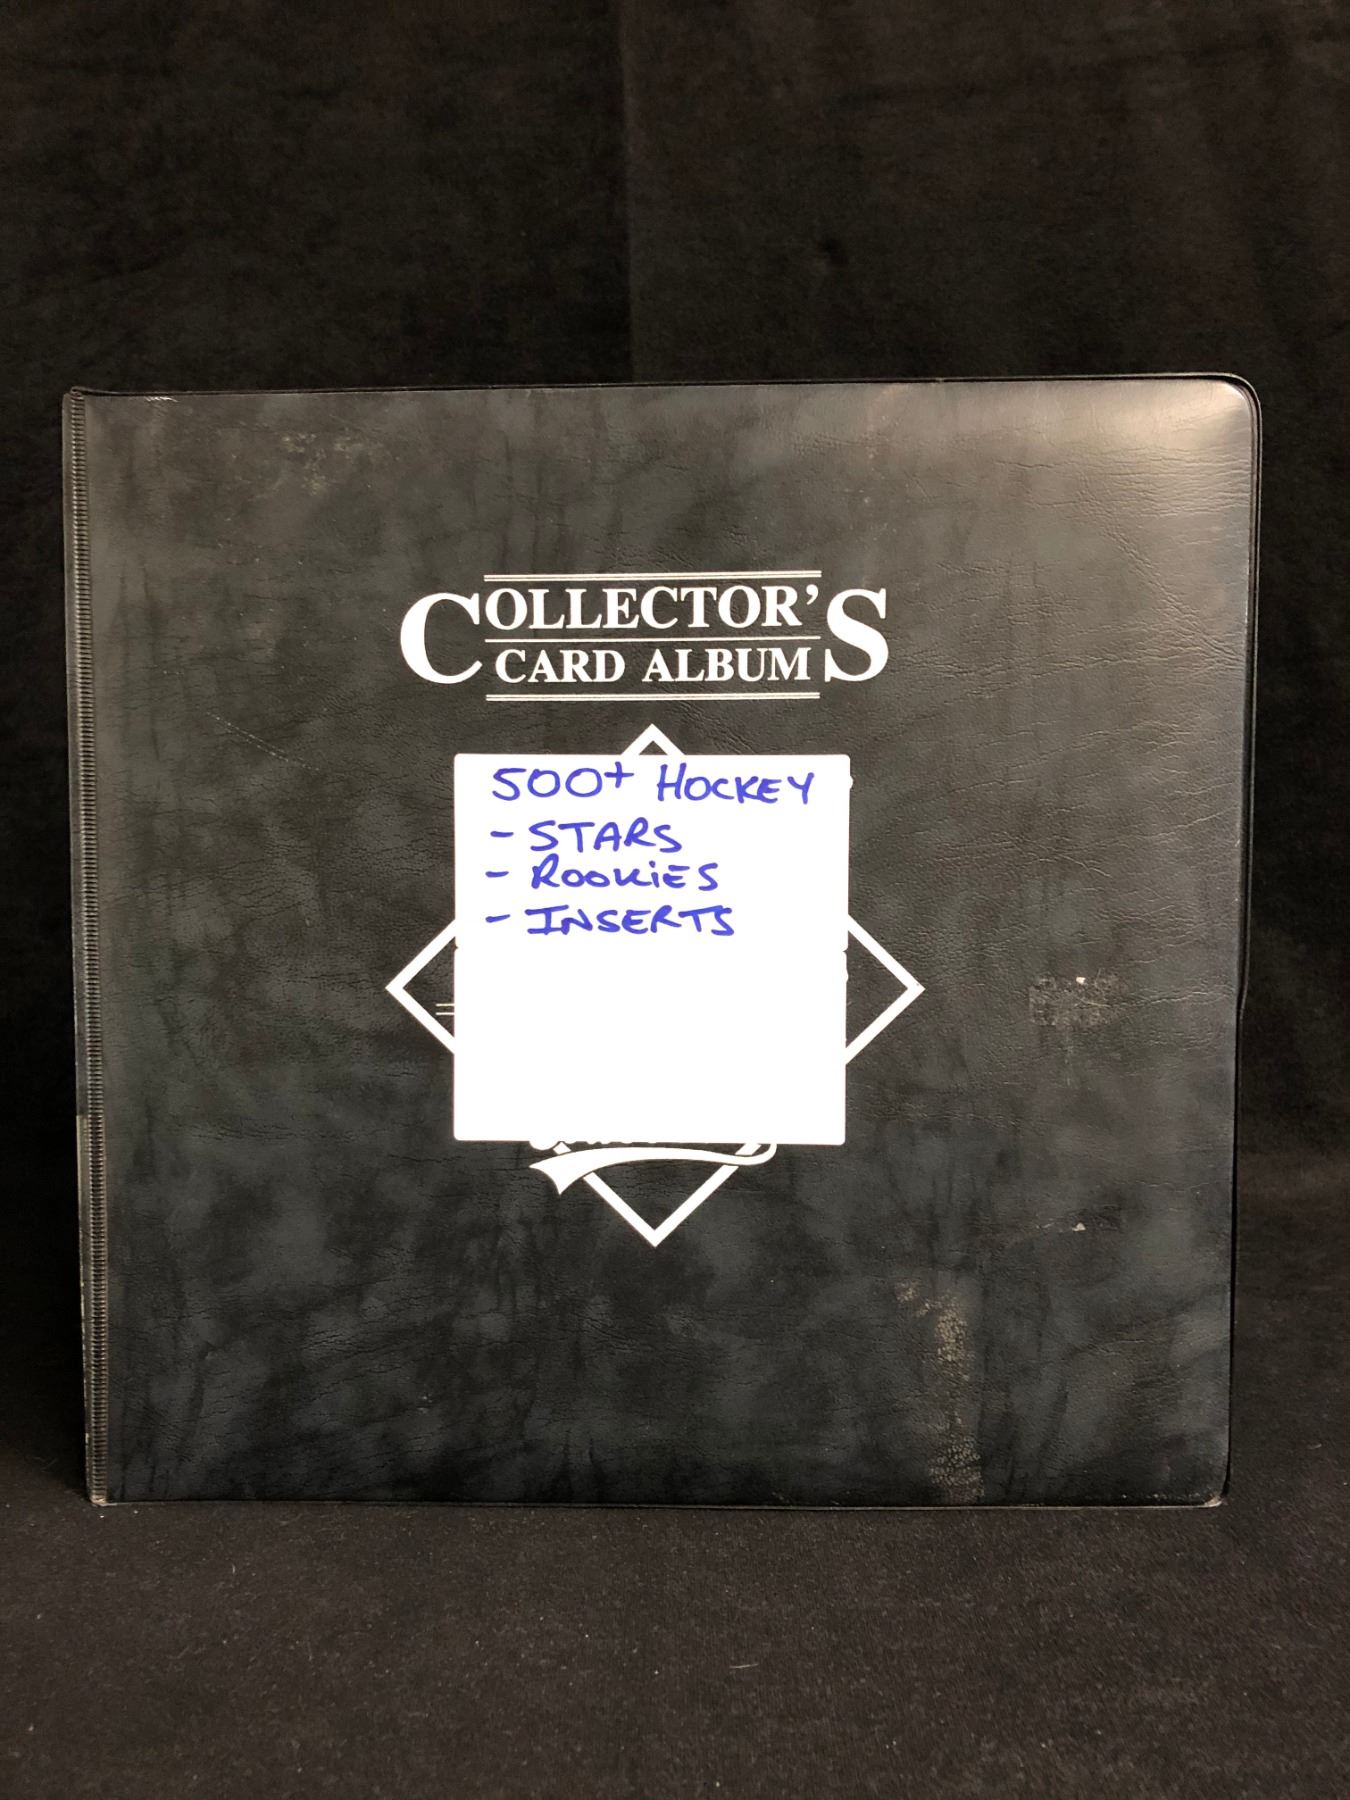 COLLECTOR'S
CARD ALBUM
500+ HOCKEY
- STARS
- ROOKIES
- INSERTS